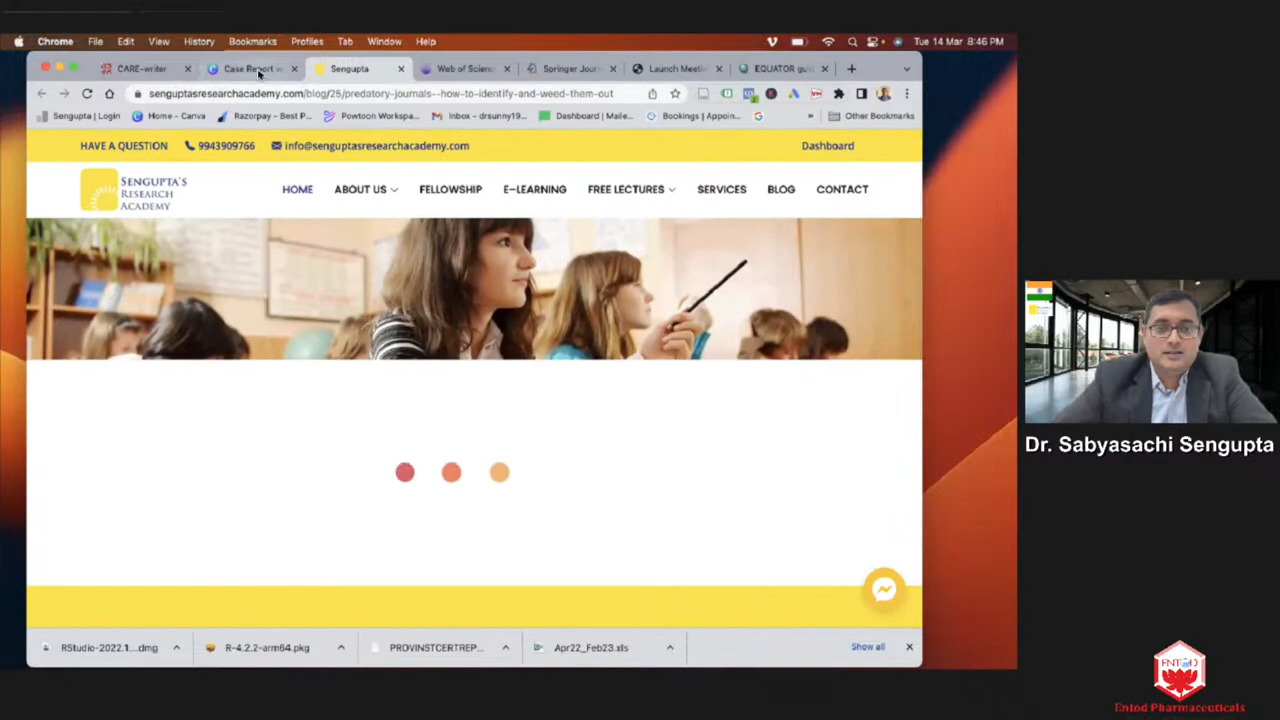 Chrome File Edit View History Bookmarks Profiles Tab Window Help Tue 14 Mar 8:46 PM
CARE-writer Case Report Sengupta Web of Scien Springer Jour Launch Meeti EQUATOR gui
senguptasresearchacademy.com/blog/25/predatory-journals--how-to-identify-and-weed-them-out
Sengupta | Login Home - Canva Razorpay - Best P... Powtoon Workspa... Inbox - drsunny19... Dashboard | Maile... Bookings | Appoin... » Other Bookmarks
HAVE A QUESTION 9943909766 info@senguptasresearchacademy.com Dashboard
SENGUPTA'S
RESEARCH
ACADEMY
HOME ABOUT US FELLOWSHIP E-LEARNING FREE LECTURES SERVICES BLOG CONTACT
Dr. Sabyasachi Sengupta
RStudio-2022.1....dmg R-4.2.2-arm64.pkg PROVINSTCERTREP... Apr22_Feb23.xls Show all
ENTOD
Entod Pharmaceuticals